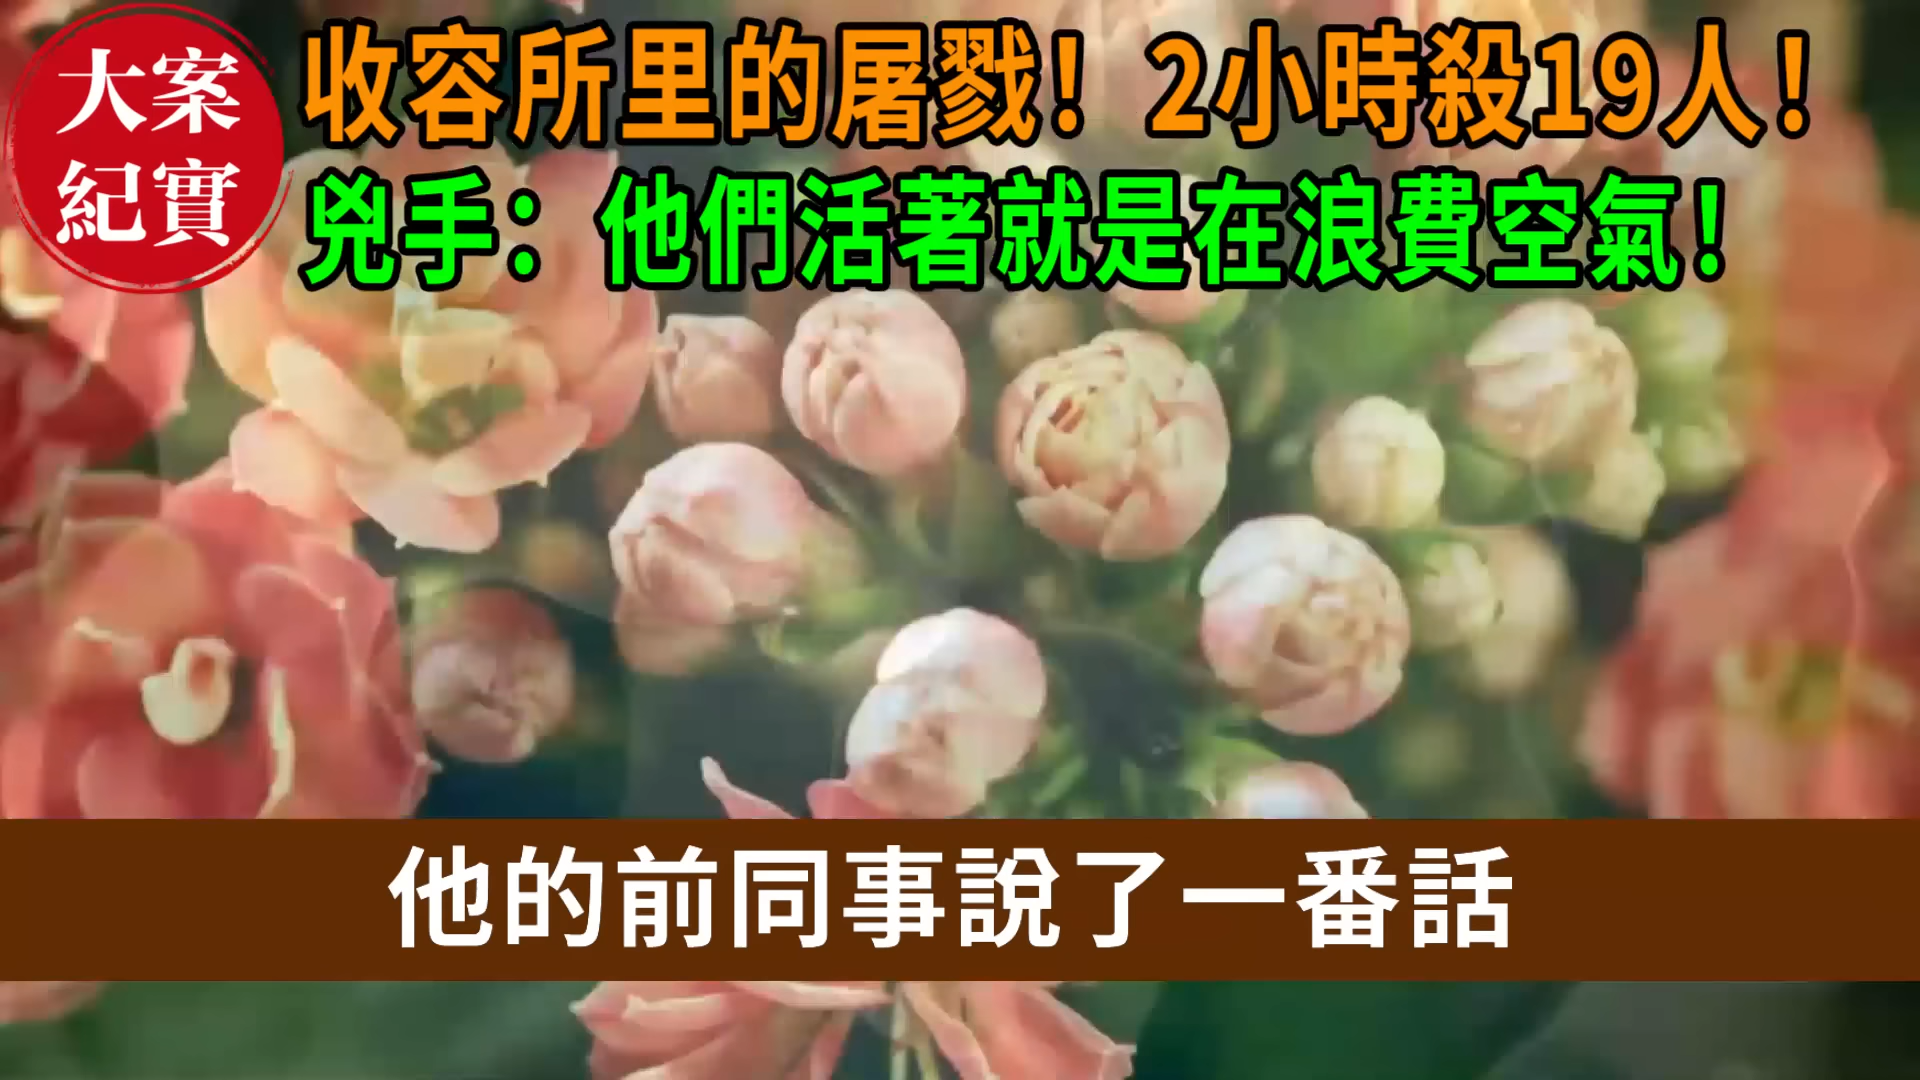 大案
紀實
收容所里的屠戮！2小時殺19人！
兇手：他們活著就是在浪費空氣！
他的前同事說了一番話